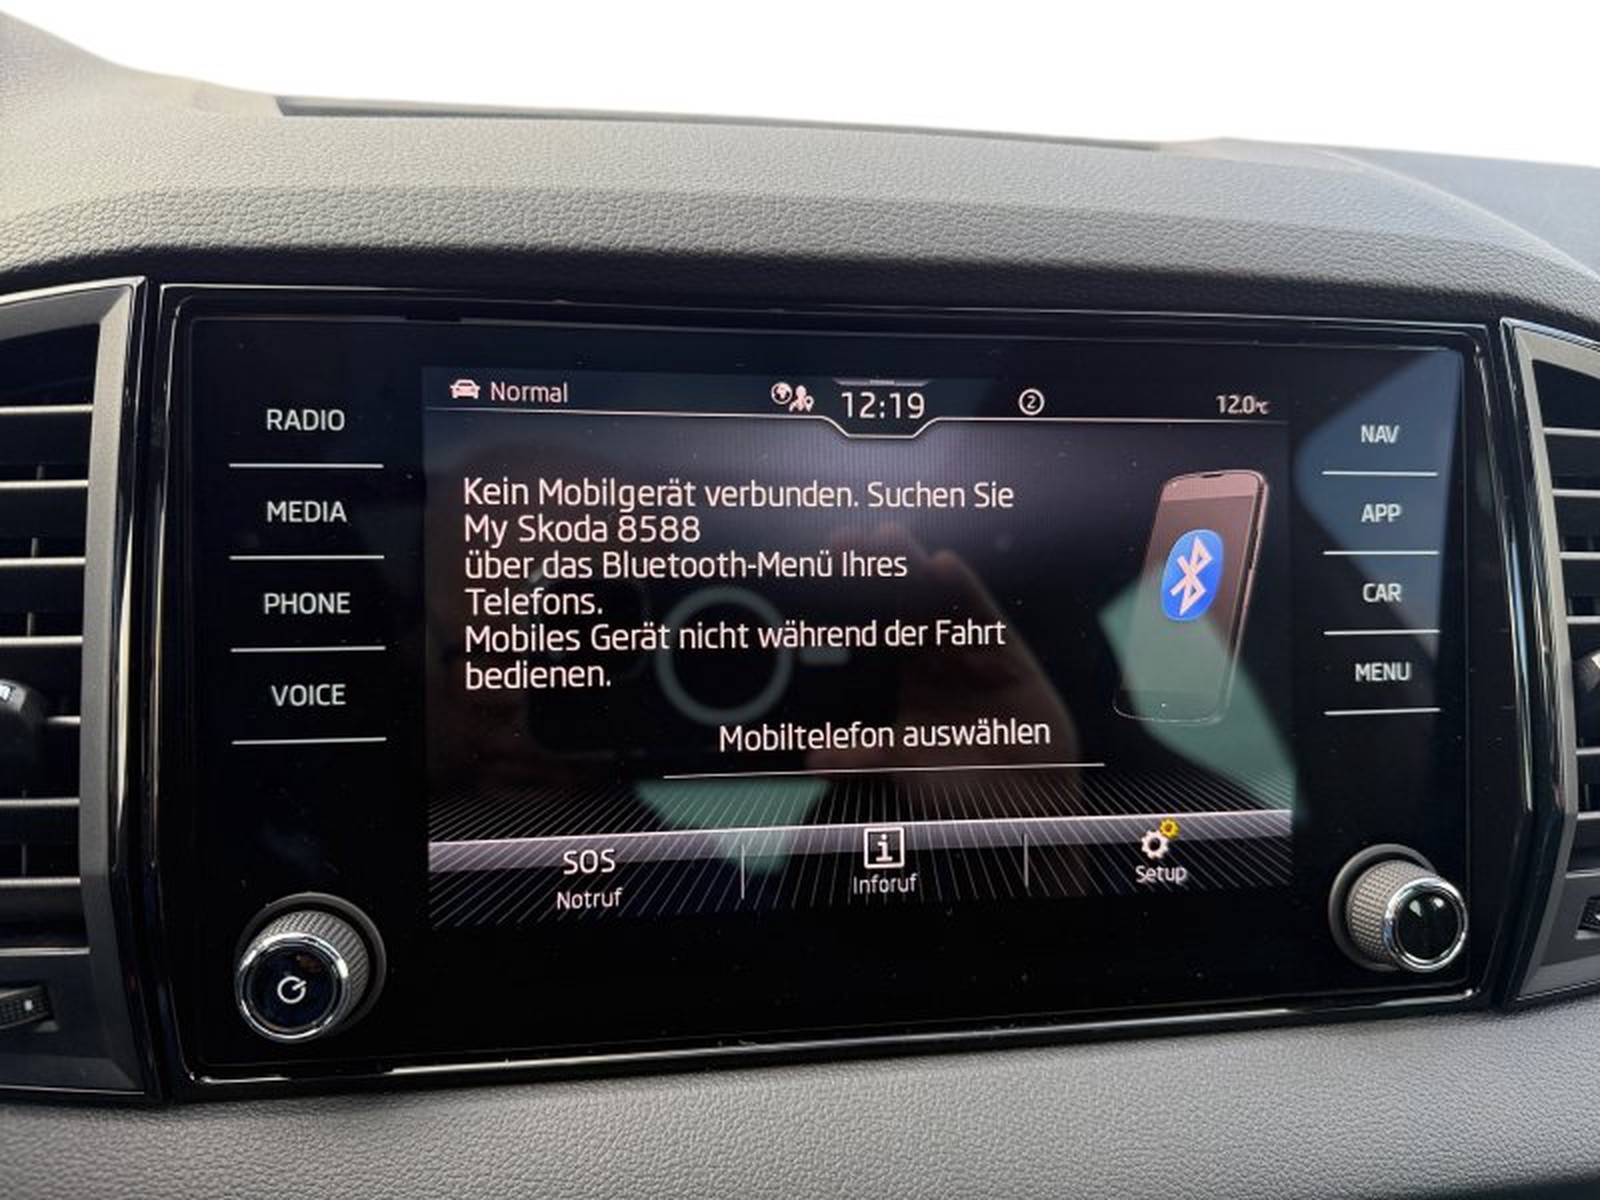 Normal
12:19
2
12.0°C
RADIO
MEDIA
PHONE
VOICE
Kein Mobilgerät verbunden. Suchen Sie
My Skoda 8588
über das Bluetooth-Menü Ihres
Telefons.
Mobiles Gerät nicht während der Fahrt
bedienen.
Mobiltelefon auswählen
SOS
Notruf
i
Inforuf
Setup
NAV
APP
CAR
MENU